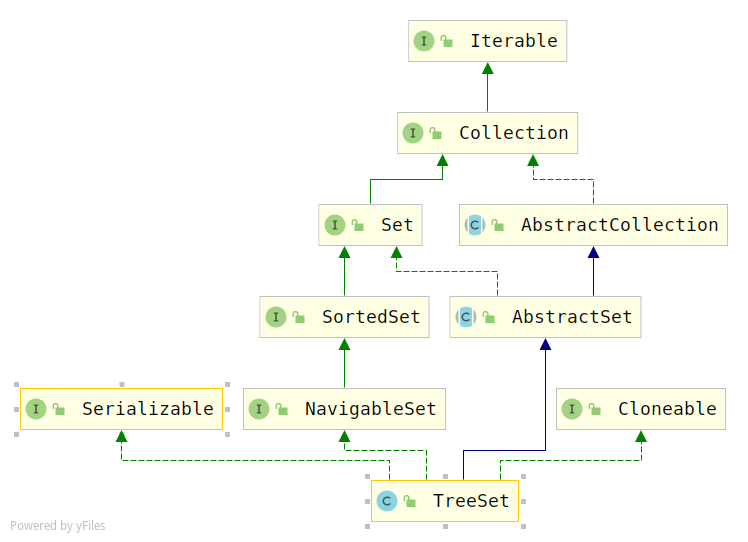 I Iterable
I Collection
I Set
C AbstractCollection
I SortedSet
C AbstractSet
I Serializable
I NavigableSet
I Cloneable
C TreeSet
Powered by yFiles